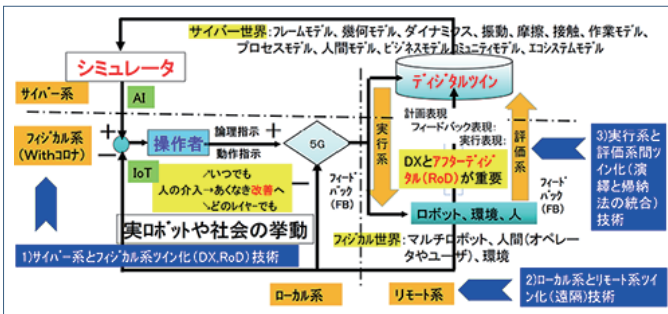 サイバー世界:フレームモデル、幾何モデル、ダイナミクス、振動、摩擦、接触、作業モデル、
プロセスモデル、人間モデル、ビジネスモデル、コミュニティモデル、エコシステムモデル
シミュレータ
サイバー系
AI
ディジタルツイン
計画表現
フィードバック表現:
実行表現:
フィジカル系
(Withコロナ)
+
−
操作者
論理指示
動作指示
+
−
5G
実行系
評価系
DXとアフターディジ
タル(RoD)が重要
3)実行系と
評価系間ツ
イン化(演
繹と帰納
法の統合)
技術
IoT
↗いつでも
人の介入→あくなき改善へ
↘どのレイヤーでも
フィード
バック
(FB)
フィード
バック
(FB)
ロボット、環境、人
実ロボットや社会の挙動
フィジカル世界:マルチロボット、人間(オペレー
タやユーザ)、環境
1)サイバー系とフィジカル系ツイン化(DX,RoD)技術
ローカル系
リモート系
2)ローカル系とリモート系ツイ
ン化(遠隔)技術